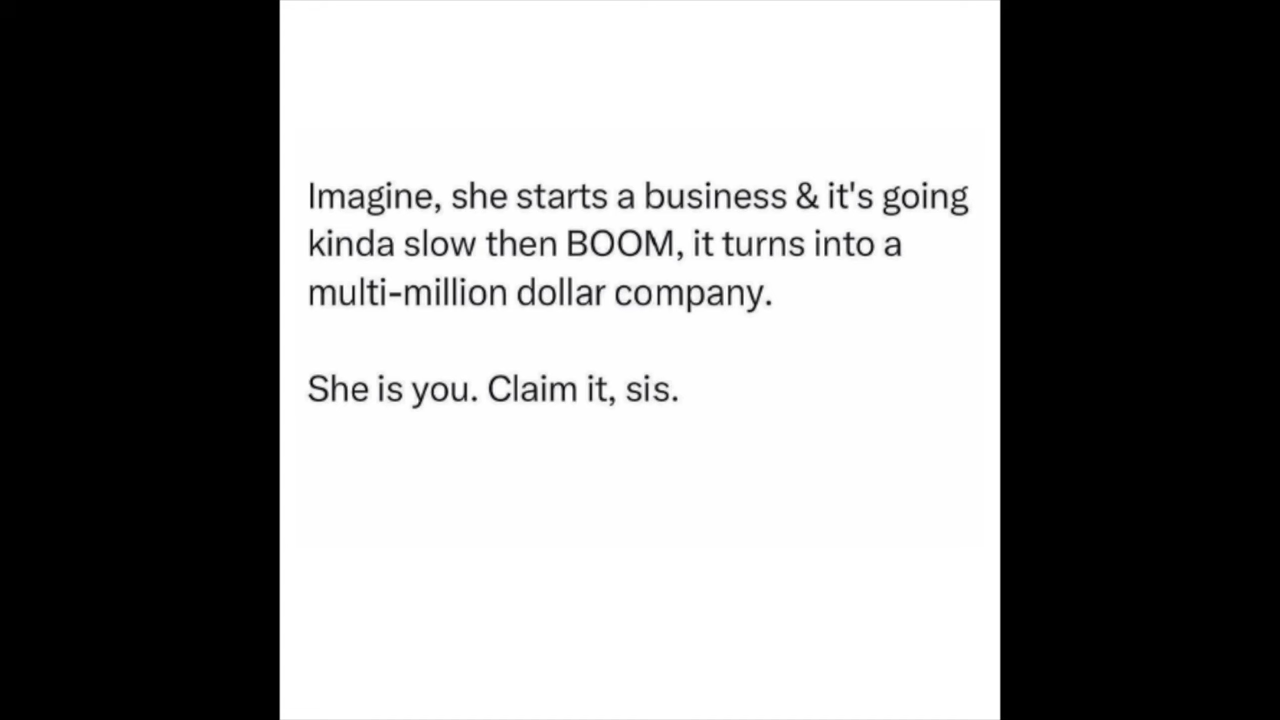 Imagine, she starts a business & it's going
kinda slow then BOOM, it turns into a
multi-million dollar company.
She is you. Claim it, sis.